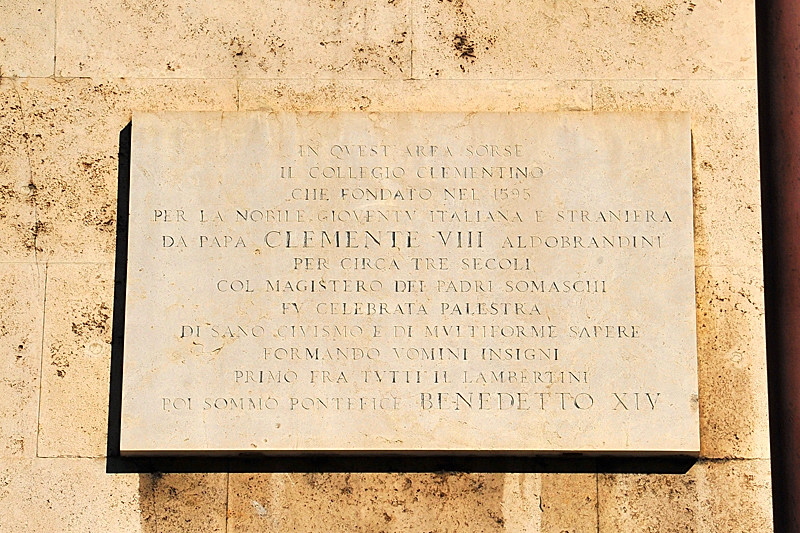 IN QVEST AREA SORSE
IL COLLEGIO CLEMENTINO
CHE FONDATO NEL 1595
PER LA NOBILE GIOVENTV ITALIANA E STRANIERA
DA PAPA CLEMENTE VIII ALDOBRANDINI
PER CIRCA TRE SECOLI
COL MAGISTERO DEI PADRI SOMASCHI
FV CELEBRATA PALESTRA
DI SANO CIVISMO E DI MVLTIFORME SAPERE
FORMANDO VOMINI INSIGNI
PRIMO FRA TVTTI IL LAMBERTINI
POI SOMMO PONTEFICE BENEDETTO XIV